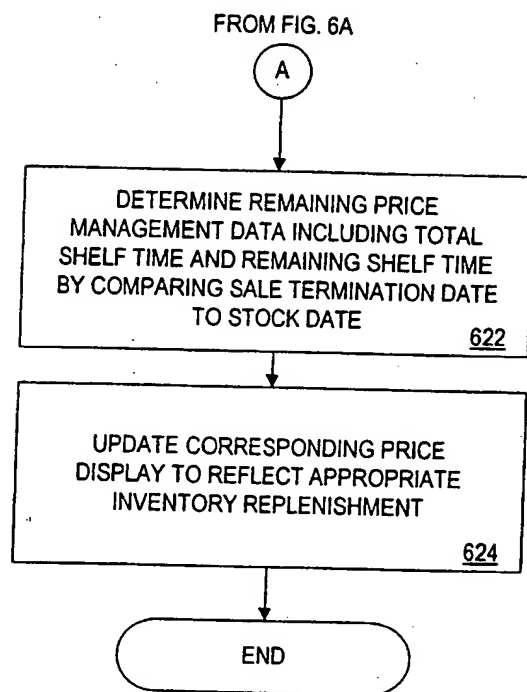 FROM FIG. 6A
A
DETERMINE REMAINING PRICE
MANAGEMENT DATA INCLUDING TOTAL
SHELF TIME AND REMAINING SHELF TIME
BY COMPARING SALE TERMINATION DATE
TO STOCK DATE
622
UPDATE CORRESPONDING PRICE
DISPLAY TO REFLECT APPROPRIATE
INVENTORY REPLENISHMENT
624
END